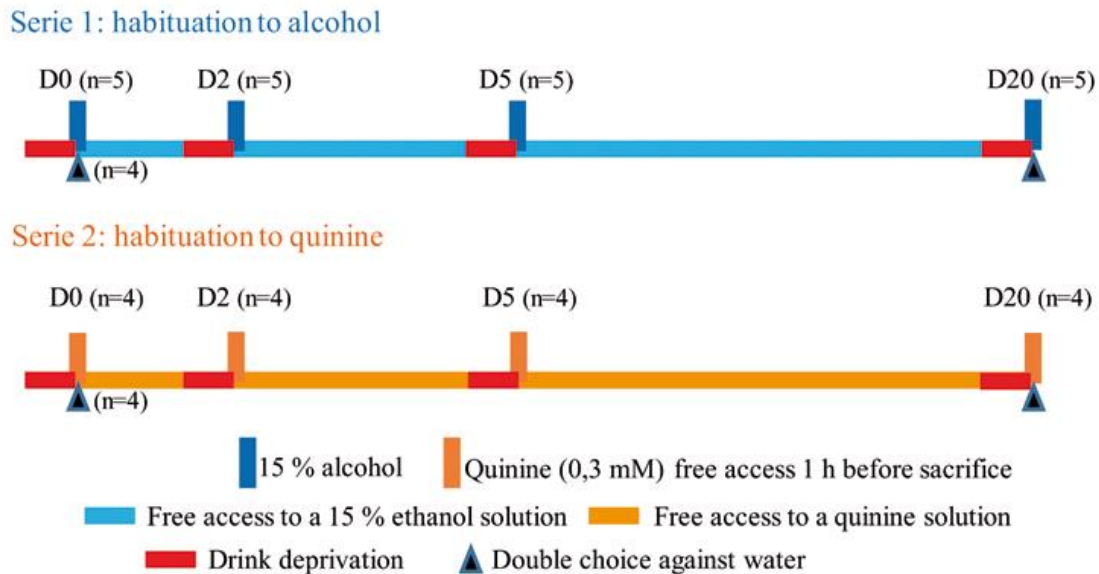 Serie 1: habituation to alcohol
D0 (n=5) D2 (n=5) D5 (n=5) D20 (n=5)
(n=4)
Serie 2: habituation to quinine
D0 (n=4) D2 (n=4) D5 (n=4) D20 (n=4)
(n=4)
15 % alcohol Quinine (0,3 mM) free access 1 h before sacrifice
Free access to a 15 % ethanol solution Free access to a quinine solution
Drink deprivation Double choice against water